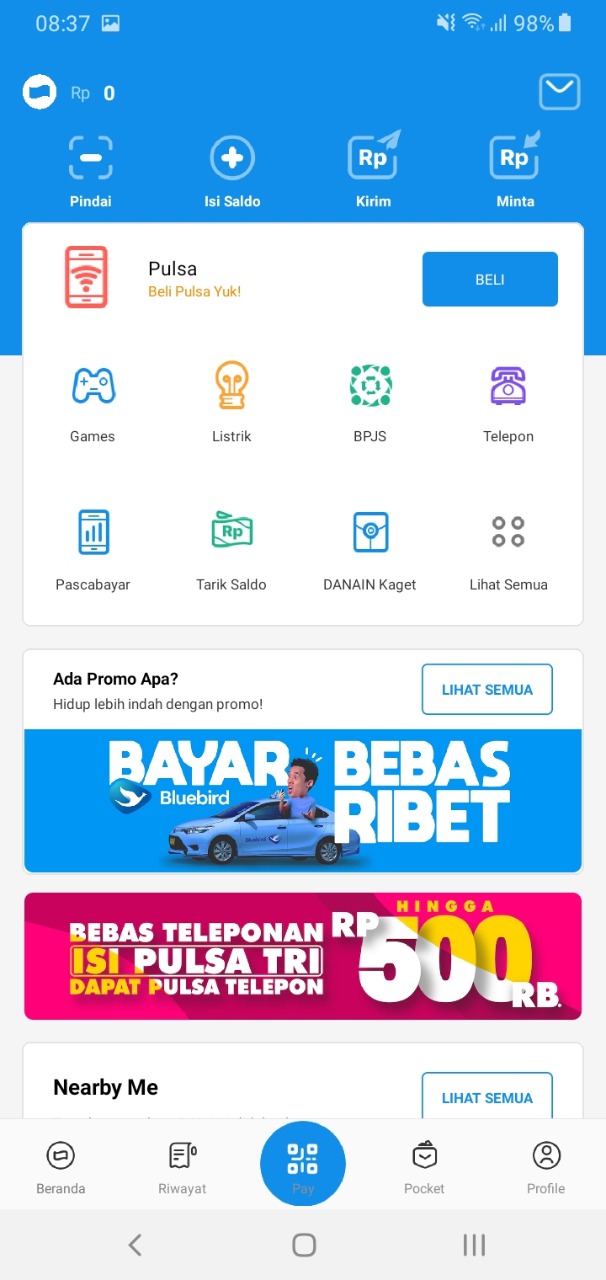 08:37 98%
Rp 0
Rp Rp
Pindai Isi Saldo Kirim Minta
Pulsa
Beli Pulsa Yuk!
BELI
Games Listrik BPJS Telepon
Rp
Pascabayar Tarik Saldo DANAIN Kaget Lihat Semua
Ada Promo Apa?
Hidup lebih indah dengan promo!
LIHAT SEMUA
BAYAR BEBAS
Bluebird RIBET
Bluebird
HINGGA
BEBAS TELEPONAN RP
ISI PULSA TRI 500
DAPAT PULSA TELEPON RB.
Nearby Me
LIHAT SEMUA
Beranda Riwayat Pay Pocket Profile